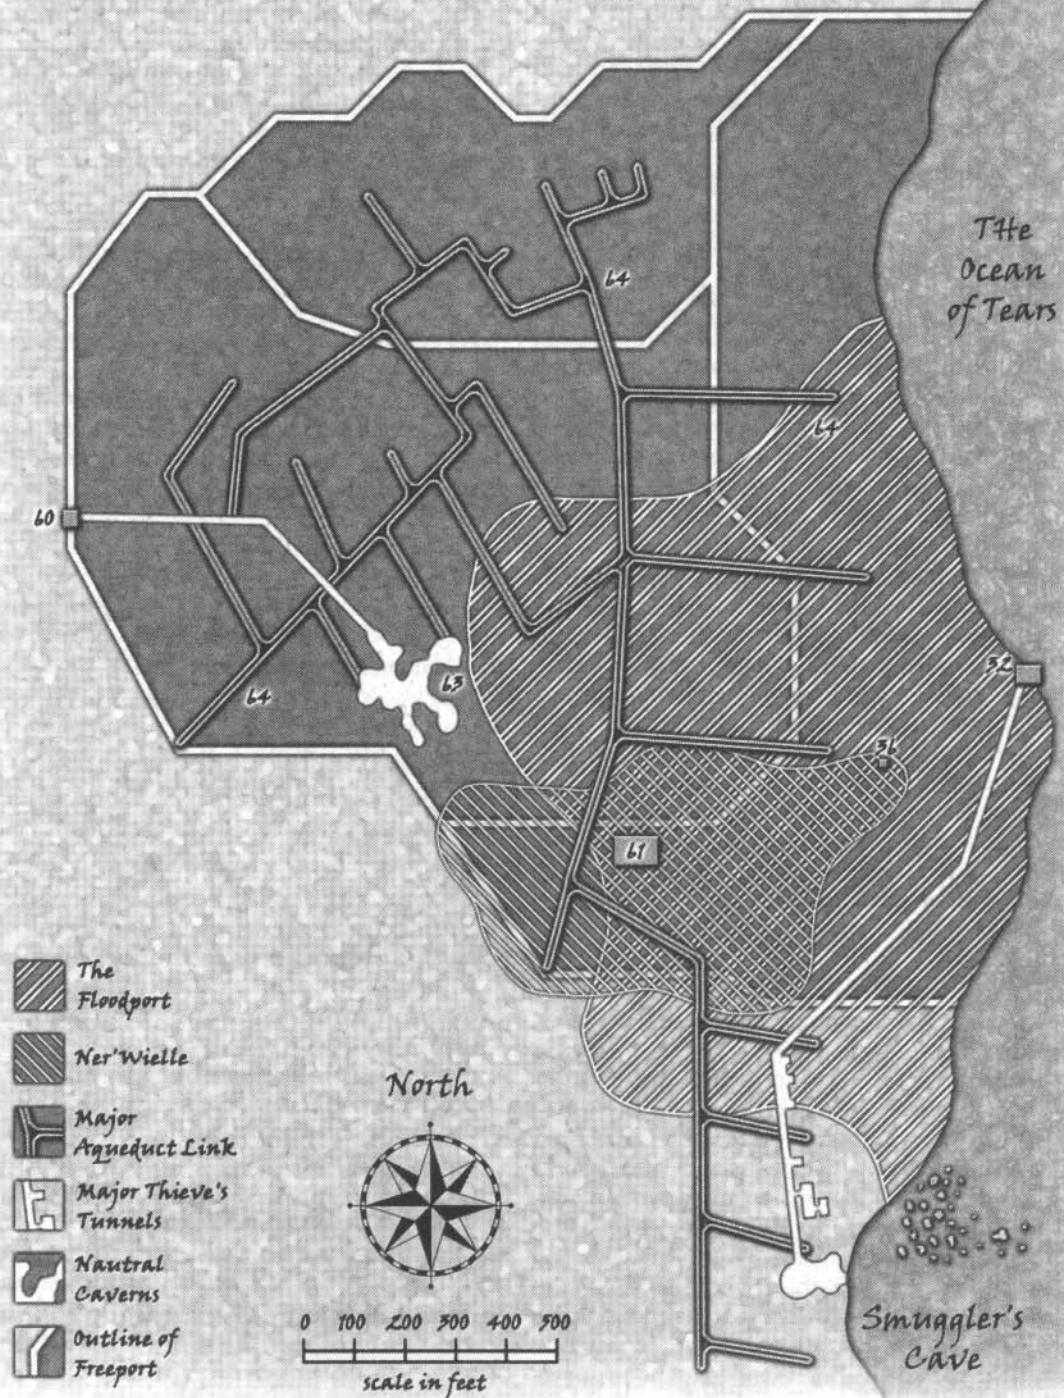 The
Ocean
of Tears
64
64
60
32
63
64
36
61
The
Floodport
Ner'Wielle
Major
Aqueduct Link
Major Thieve's
Tunnels
Nautral
Caverns
Outline of
Freeport
North
0 100 200 300 400 500
scale in feet
Smuggler's
Cave